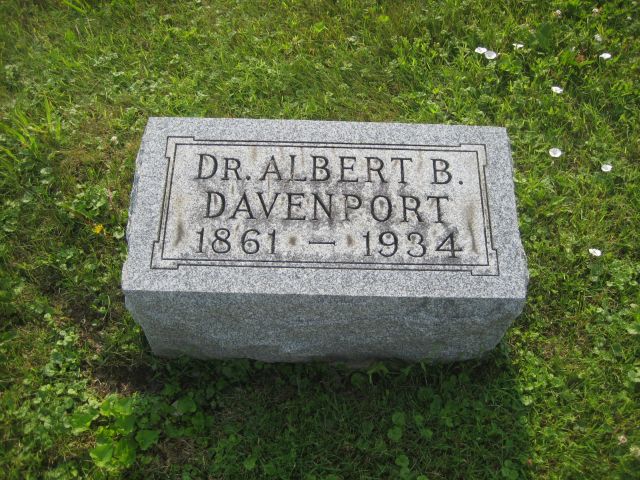 DR. ALBERT B.
DAVENPORT
1861 — 1934